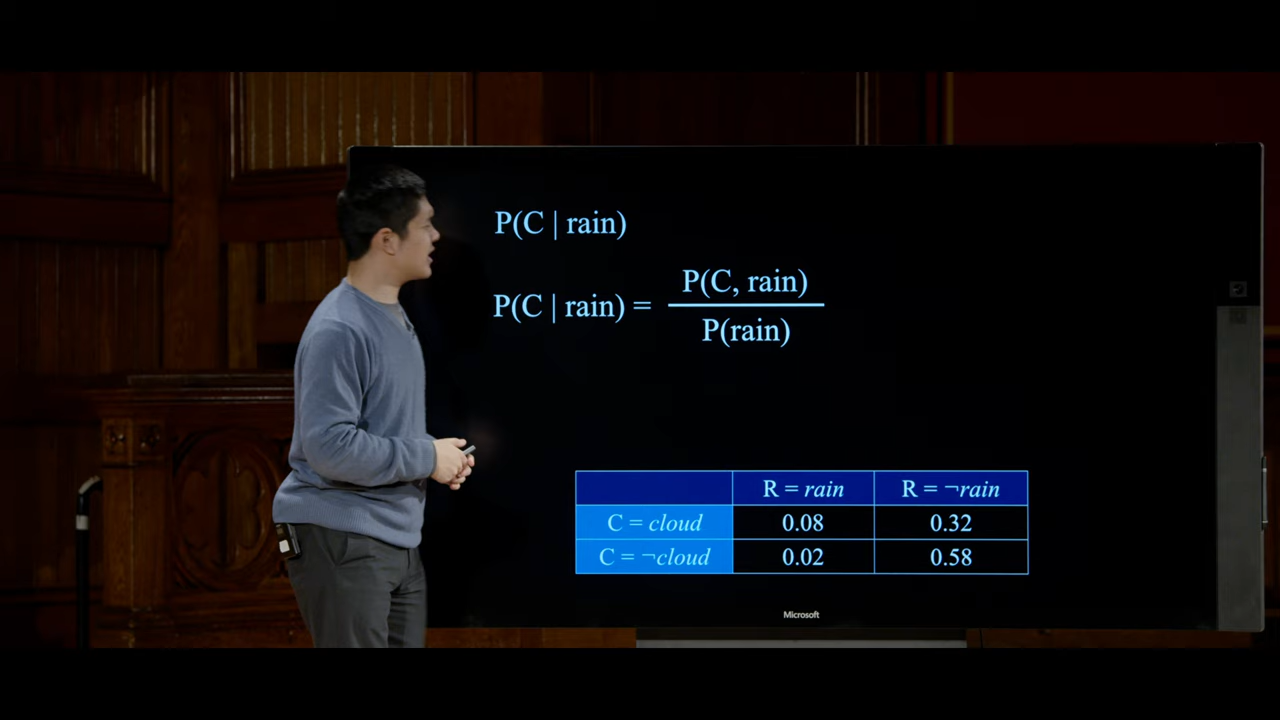 P(C | rain)
P(C | rain) = P(C, rain) / P(rain)
R = rain R = ¬rain
C = cloud 0.08 0.32
C = ¬cloud 0.02 0.58
Microsoft